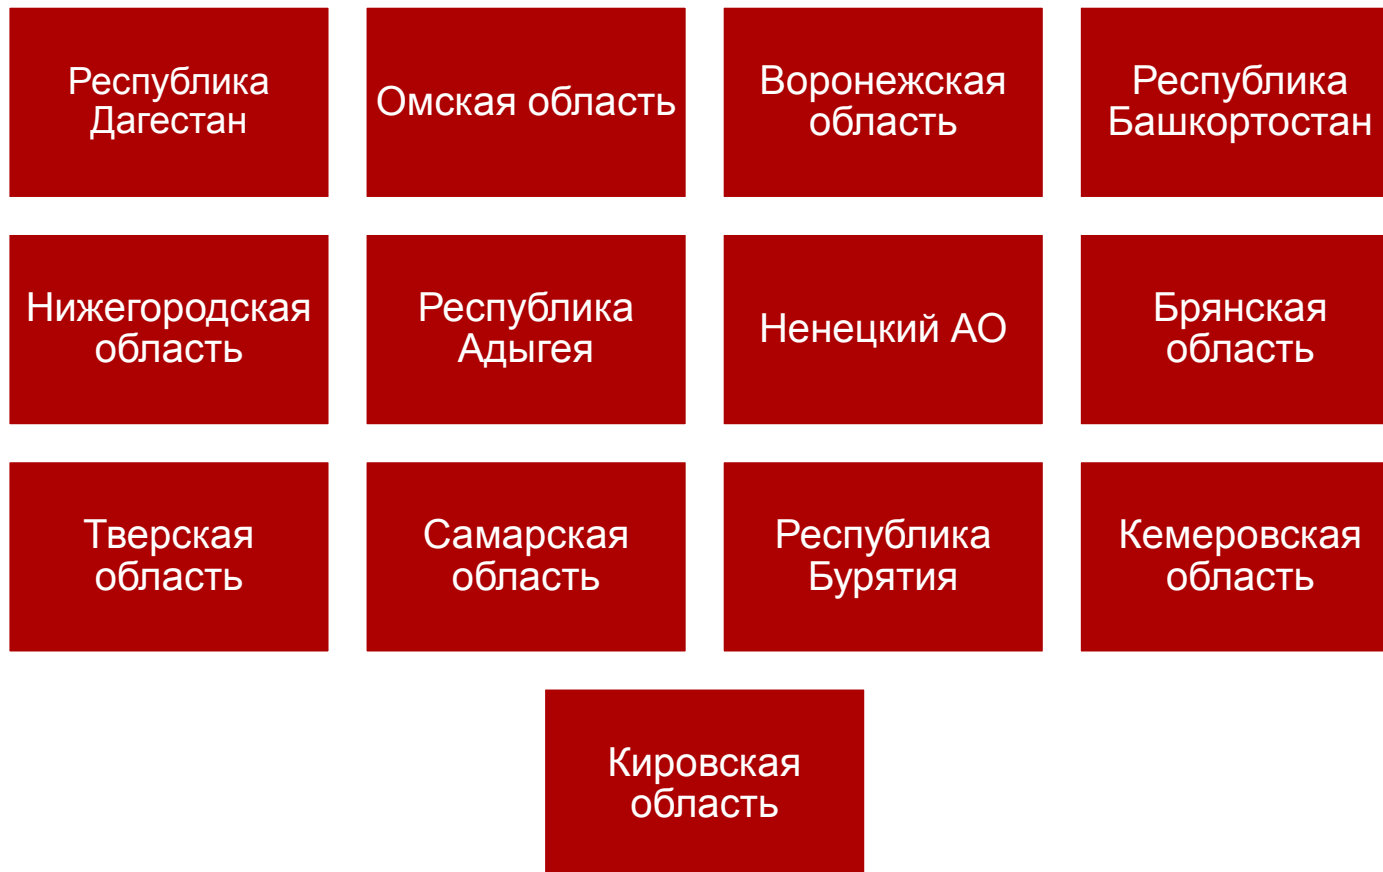 Республика
Дагестан
Омская область
Воронежская
область
Республика
Башкортостан
Нижегородская
область
Республика
Адыгея
Ненецкий АО
Брянская
область
Тверская
область
Самарская
область
Республика
Бурятия
Кемеровская
область
Кировская
область